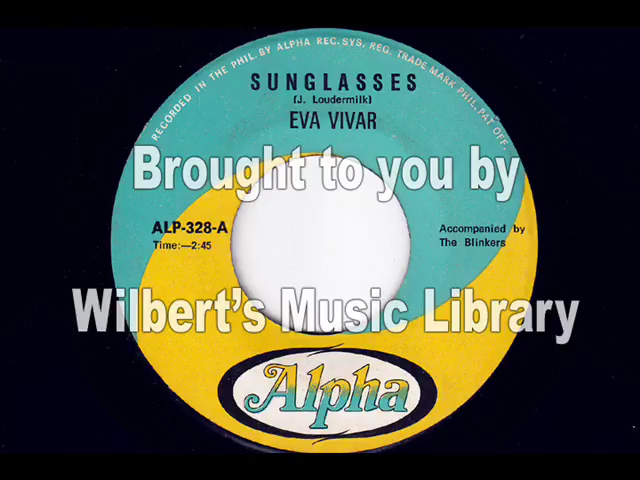 RECORDED IN THE PHIL. BY ALPHA REC. SYS, REG. TRADE MARK PHIL. PAT OFF.
SUNGLASSES
(J. Loudermilk)
EVA VIVAR
Brought to you by
ALP-328-A
Time:—2:45
Accompanied by
The Blinkers
Wilbert's Music Library
Alpha